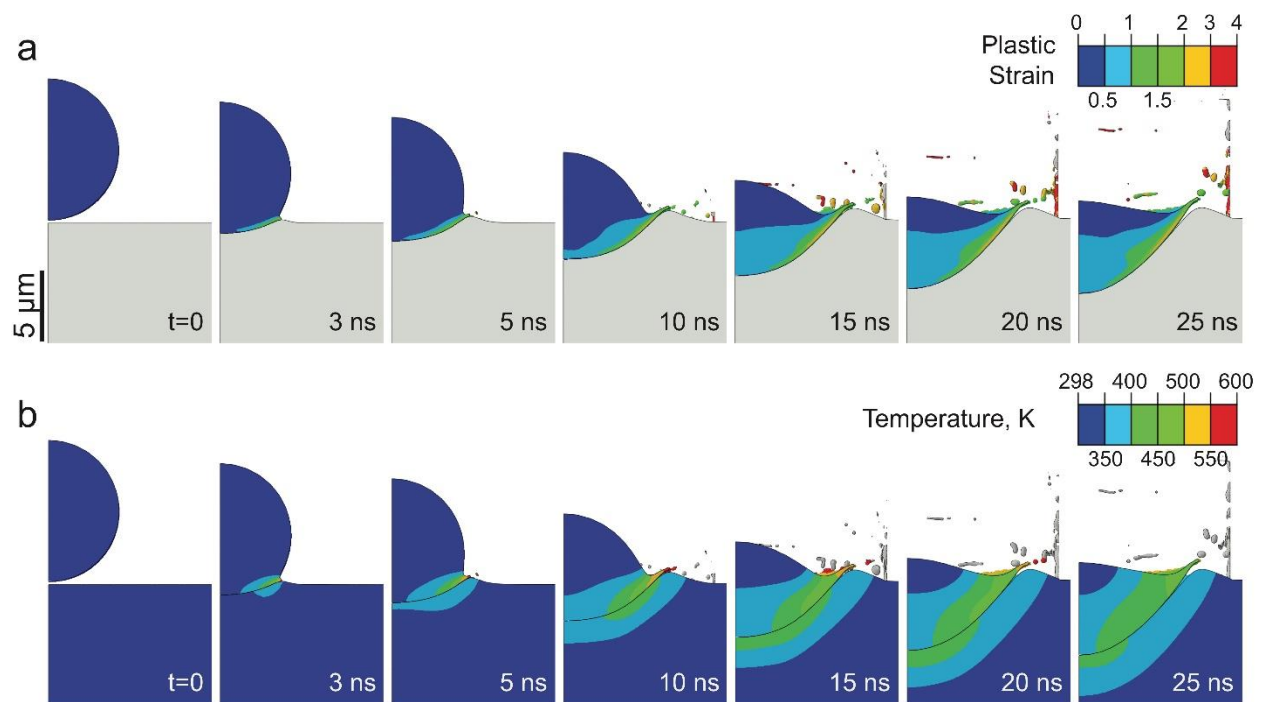 a
Plastic
Strain
0 1 2 3 4
0.5 1.5
5 μm
t=0 3 ns 5 ns 10 ns 15 ns 20 ns 25 ns
b
Temperature, K
298 400 500 600
350 450 550
t=0 3 ns 5 ns 10 ns 15 ns 20 ns 25 ns